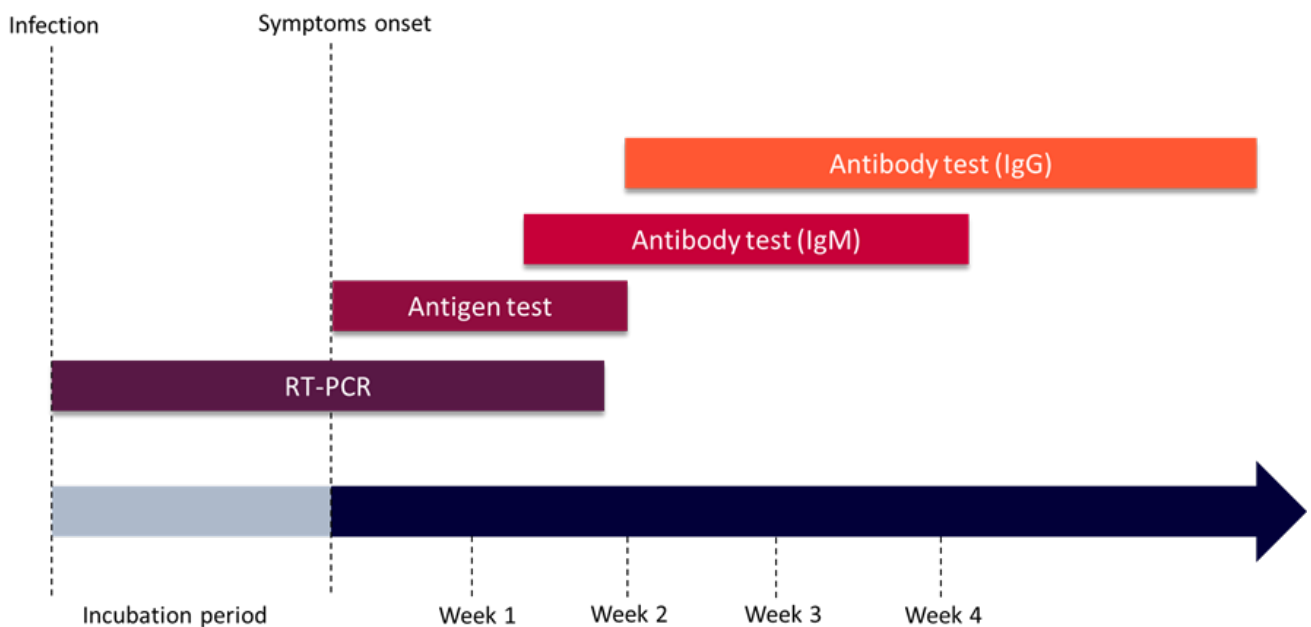 Infection
Symptoms onset
Antibody test (IgG)
Antibody test (IgM)
Antigen test
RT-PCR
Incubation period
Week 1
Week 2
Week 3
Week 4